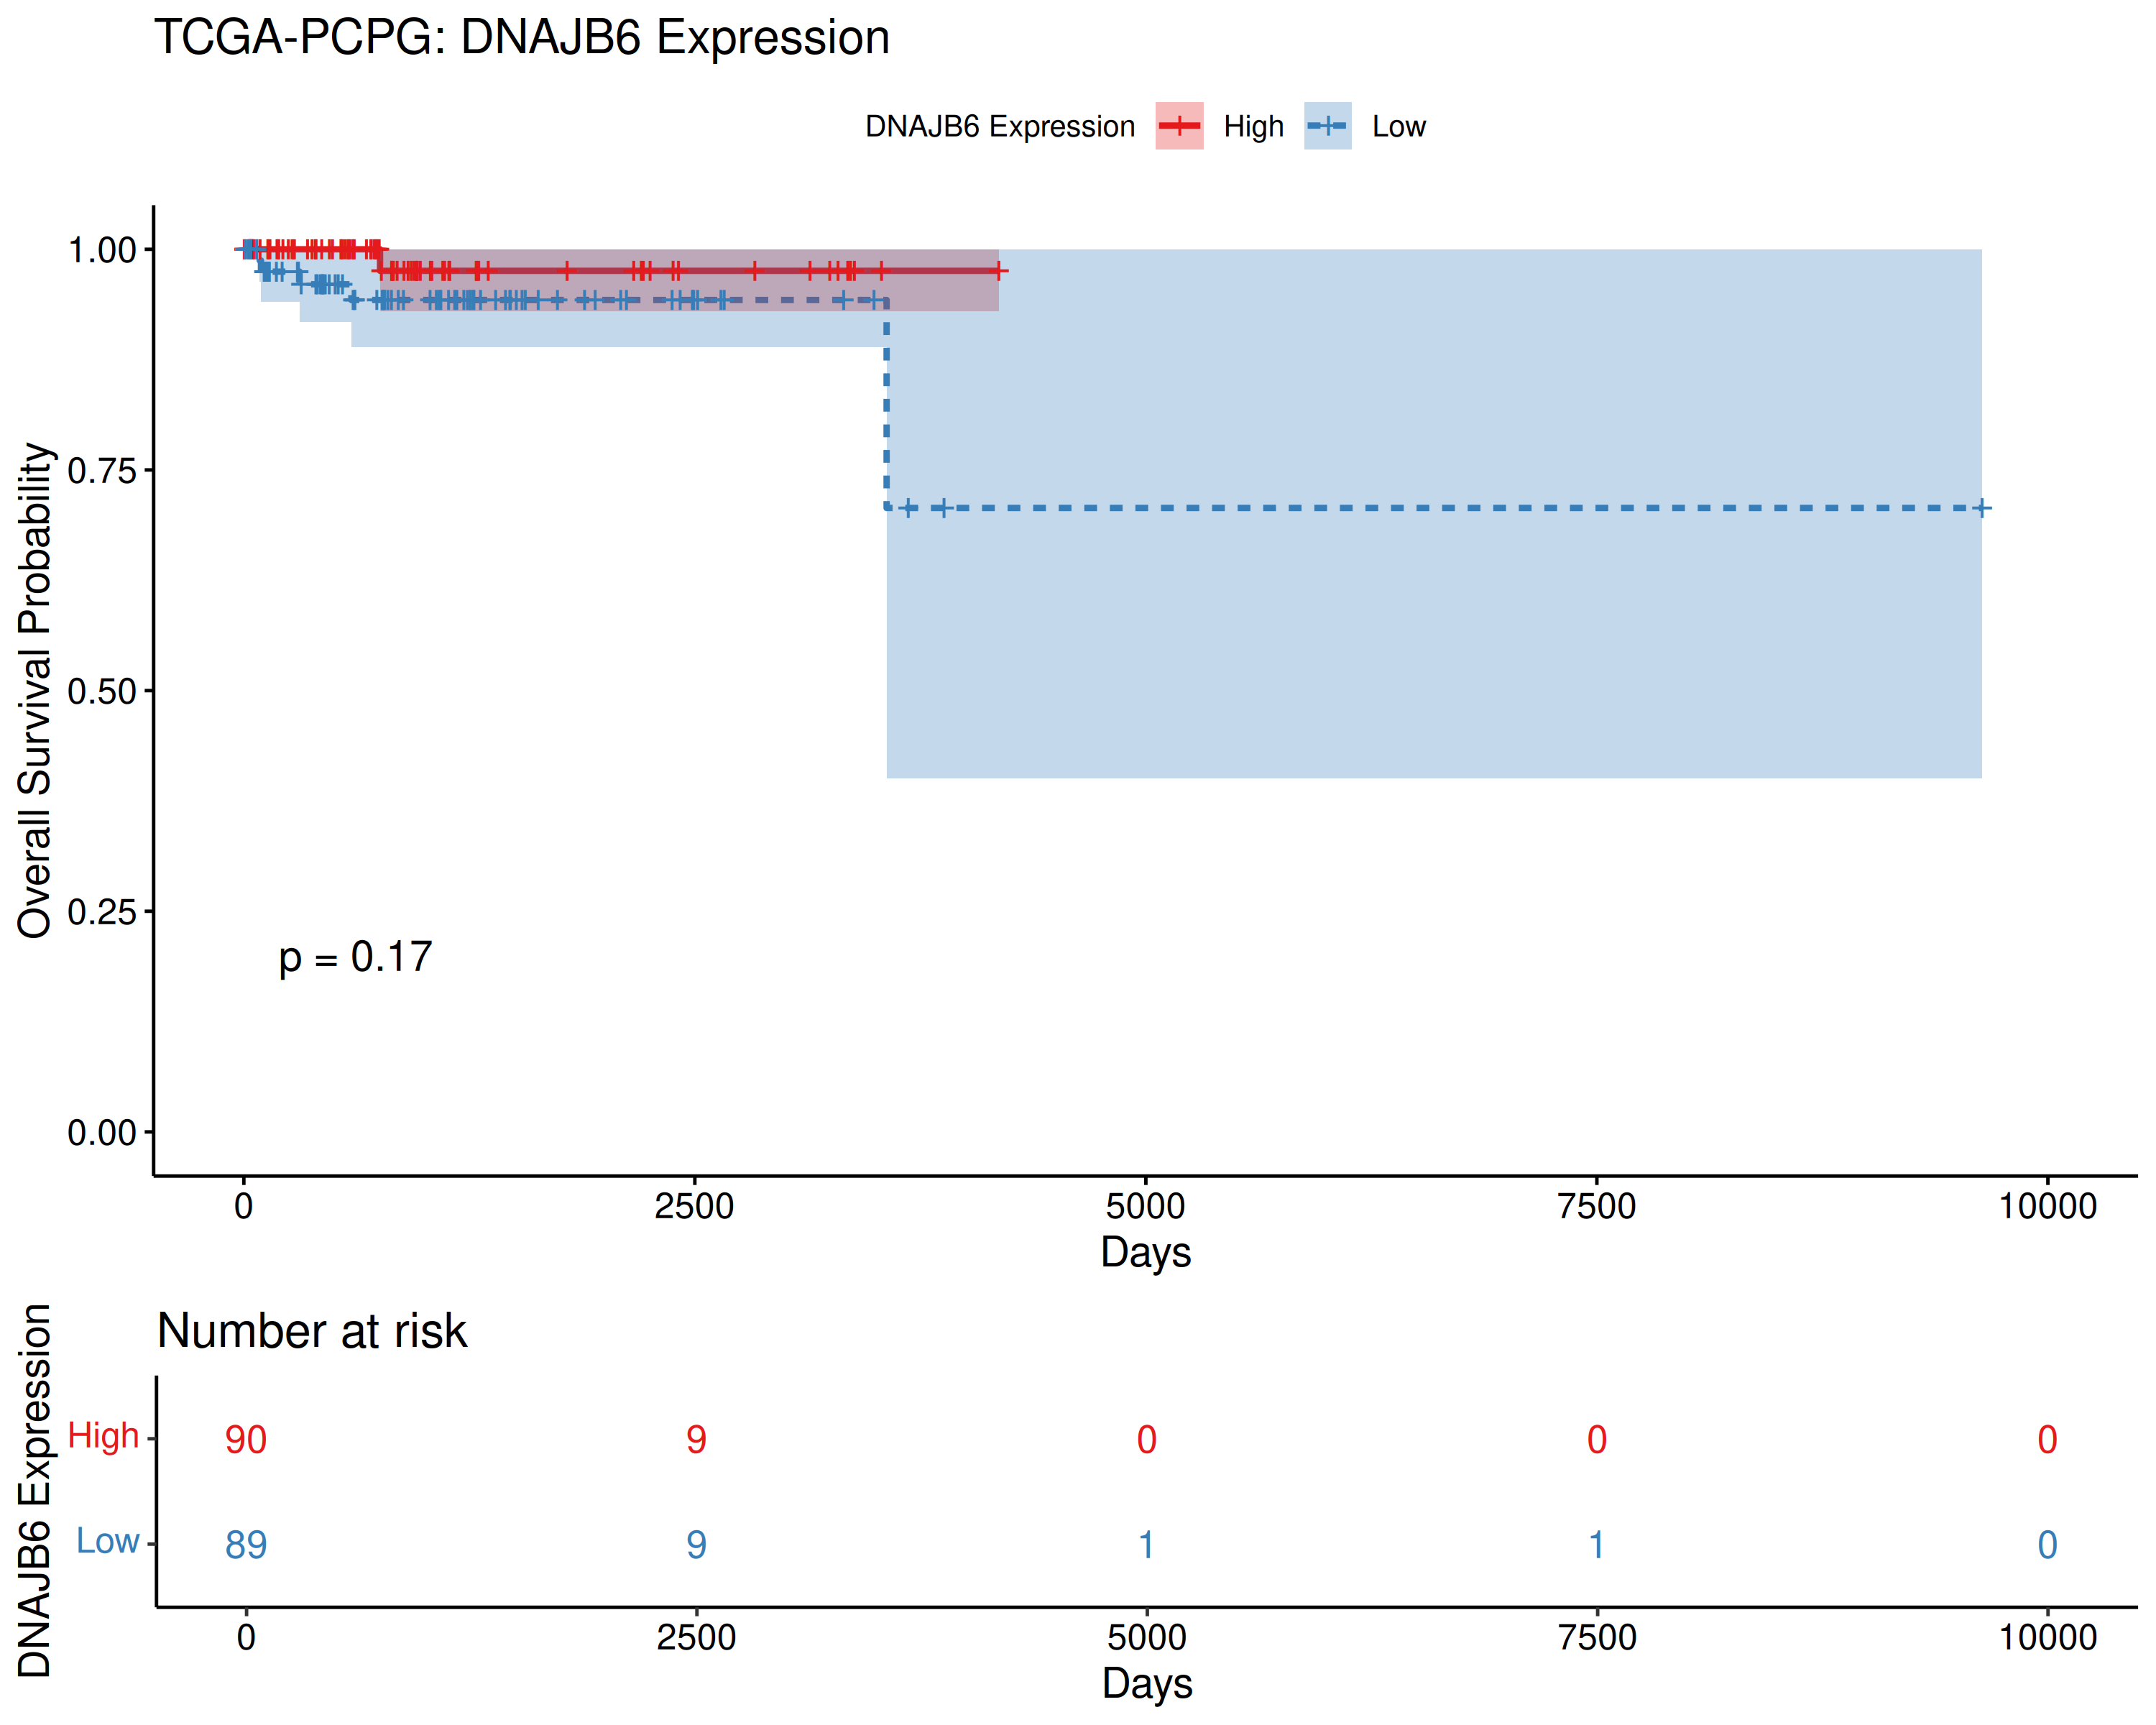 TCGA-PCPG: DNAJB6 Expression
DNAJB6 Expression High Low
Overall Survival Probability
1.00
0.75
0.50
0.25
0.00
p = 0.17
0 2500 5000 7500 10000
Days
Number at risk
DNAJB6 Expression
High 90 9 0 0 0
Low 89 9 1 1 0
0 2500 5000 7500 10000
Days